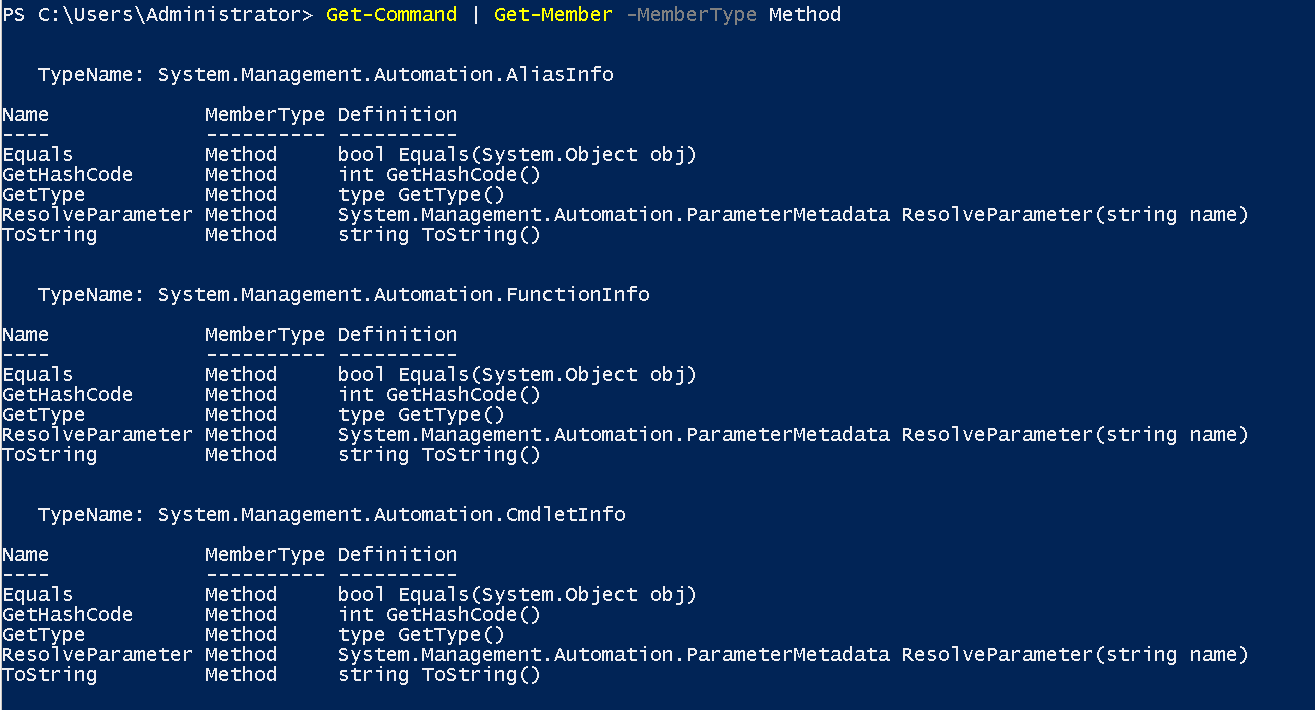 PS C:\Users\Administrator> Get-Command | Get-Member -MemberType Method
TypeName: System.Management.Automation.AliasInfo
Name MemberType Definition
---- ---------- ----------
Equals Method bool Equals(System.Object obj)
GetHashCode Method int GetHashCode()
GetType Method type GetType()
ResolveParameter Method System.Management.Automation.ParameterMetadata ResolveParameter(string name)
ToString Method string ToString()
TypeName: System.Management.Automation.FunctionInfo
Name MemberType Definition
---- ---------- ----------
Equals Method bool Equals(System.Object obj)
GetHashCode Method int GetHashCode()
GetType Method type GetType()
ResolveParameter Method System.Management.Automation.ParameterMetadata ResolveParameter(string name)
ToString Method string ToString()
TypeName: System.Management.Automation.CmdletInfo
Name MemberType Definition
---- ---------- ----------
Equals Method bool Equals(System.Object obj)
GetHashCode Method int GetHashCode()
GetType Method type GetType()
ResolveParameter Method System.Management.Automation.ParameterMetadata ResolveParameter(string name)
ToString Method string ToString()